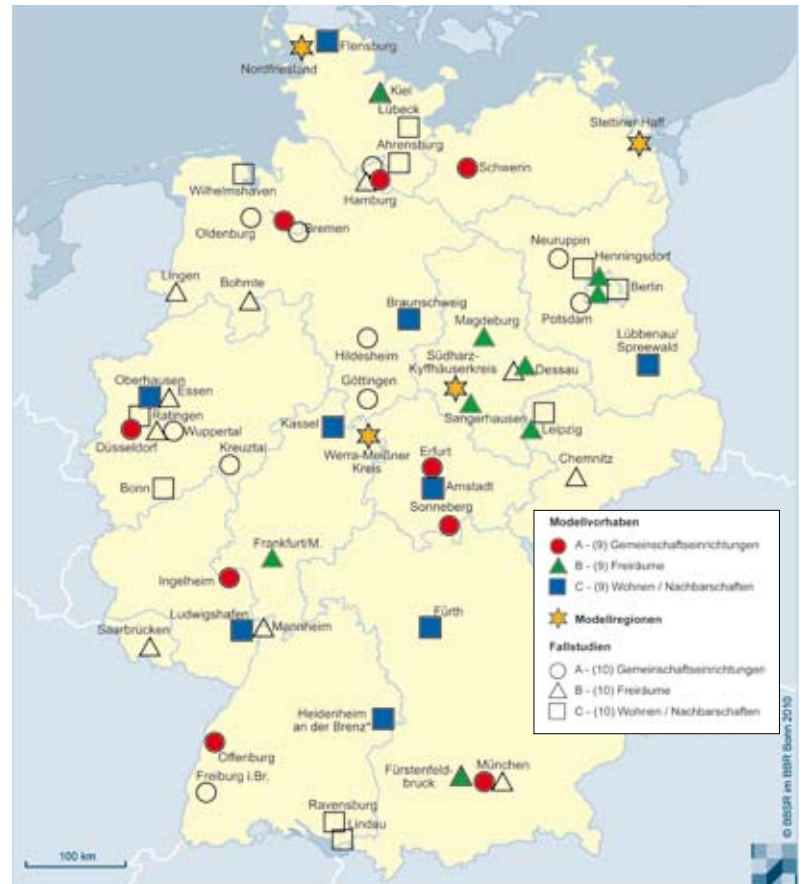 Flensburg
Nordfriesland
Kiel
Lübeck
Stettiner Haff
Ahrensburg
Schwerin
Wilhelmshaven
Hamburg
Oldenburg
Bremen
Neuruppin
Henningsdorf
Lingen
Bohmte
Berlin
Braunschweig
Potsdam
Magdeburg
Hildesheim
Lübbenau/
Spreewald
Südharz-
Kyffhäuserkreis
Dessau
Oberhausen
Essen
Göttingen
Sangerhausen
Leipzig
Ratingen
Kassel
Wuppertal
Düsseldorf
Kreuztal
Werra-Meißner
Kreis
Erfurt
Chemnitz
Bonn
Arnstadt
Sonneberg
Frankfurt/M.
Ingelheim
Ludwigshafen
Mannheim
Fürth
Saarbrücken
Heidenheim
an der Brenz*
Offenburg
Freiburg i.Br.
Fürstenfeld-
bruck
München
Ravensburg
Lindau
100 km
Modellvorhaben
A - (9) Gemeinschaftseinrichtungen
B - (9) Freiräume
C - (9) Wohnen / Nachbarschaften
Modellregionen
Fallstudien
A - (10) Gemeinschaftseinrichtungen
B - (10) Freiräume
C - (10) Wohnen / Nachbarschaften
© BBSR im BBR Bonn 2010